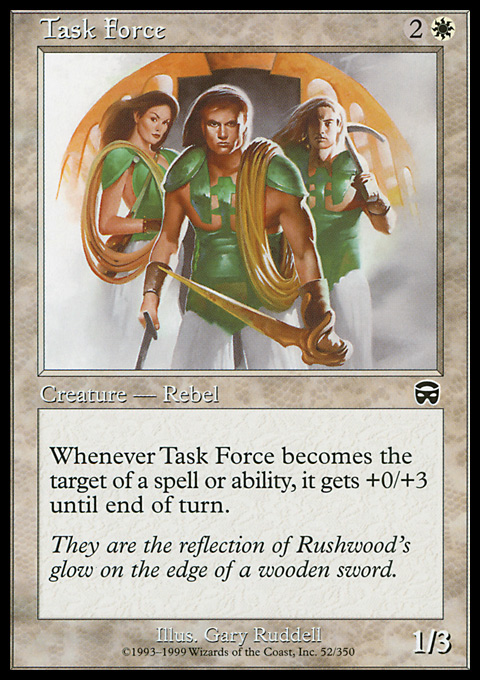 Task Force 2
Creature — Rebel
Whenever Task Force becomes the
target of a spell or ability, it gets +0/+3
until end of turn.
They are the reflection of Rushwood's
glow on the edge of a wooden sword.
Illus. Gary Ruddell
©1993–1999 Wizards of the Coast, Inc. 52/350
1/3